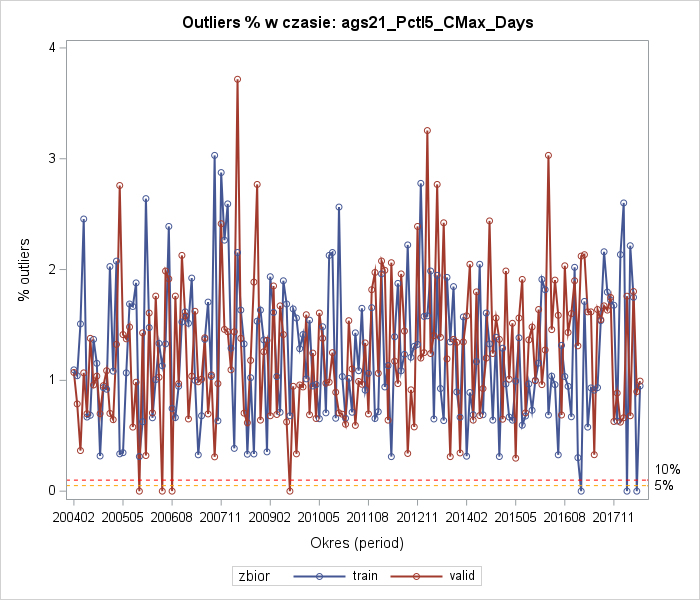 Outliers % w czasie: ags21_Pctl5_CMax_Days
% outliers
4
3
2
1
0
10%
5%
200402 200505 200608 200711 200902 201005 201108 201211 201402 201505 201608 201711
Okres (period)
zbior train valid